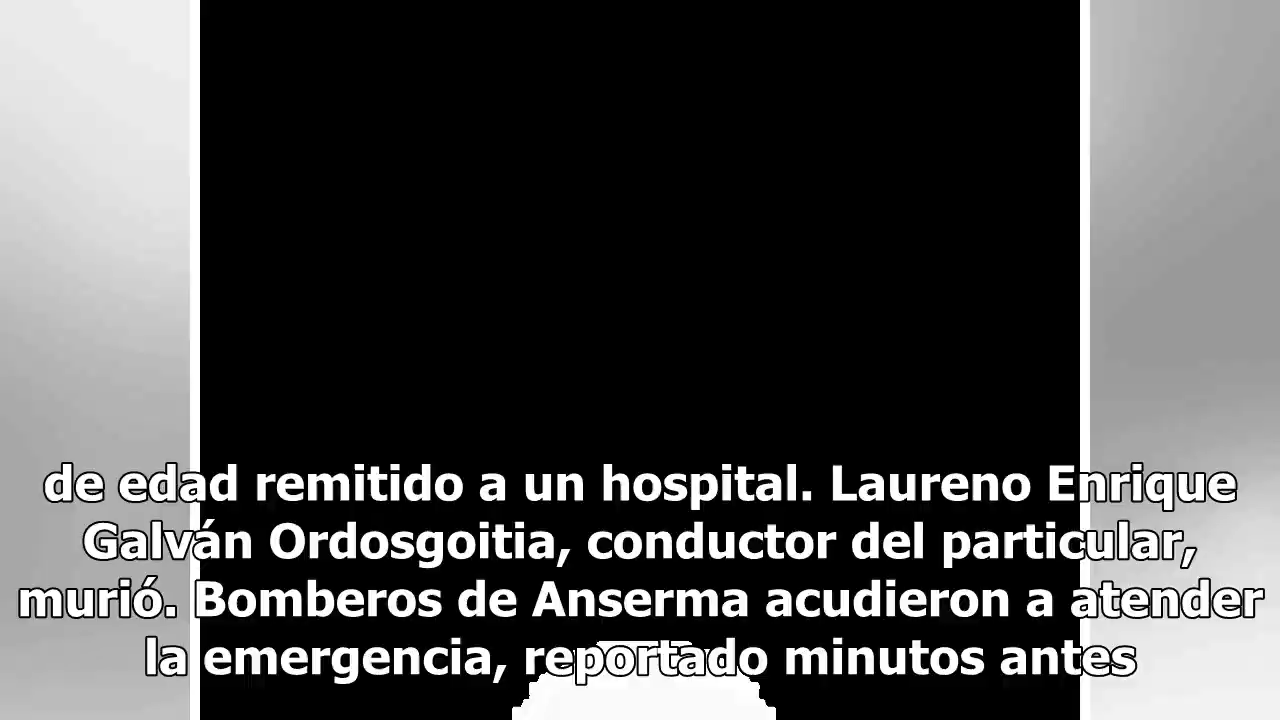 de edad remitido a un hospital. Laureno Enrique
Galván Ordosgoitia, conductor del particular,
murió. Bomberos de Anserma acudieron a atender
la emergencia, reportado minutos antes